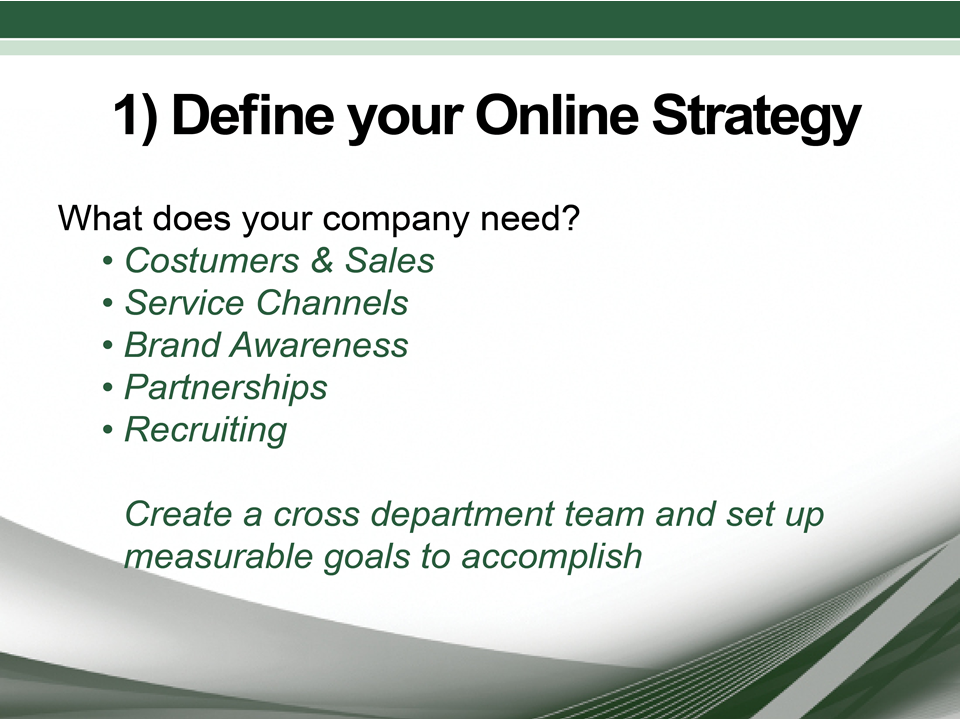 1) Define your Online Strategy
What does your company need?
• Costumers & Sales
• Service Channels
• Brand Awareness
• Partnerships
• Recruiting
Create a cross department team and set up
measurable goals to accomplish